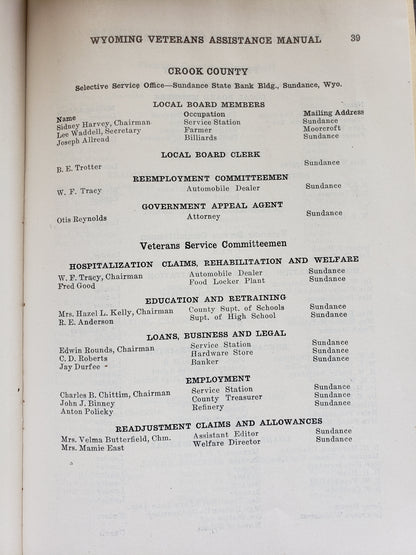 WYOMING VETERANS ASSISTANCE MANUAL 39
CROOK COUNTY
Selective Service Office—Sundance State Bank Bldg., Sundance, Wyo.
LOCAL BOARD MEMBERS
Name Occupation Mailing Address
Sidney Harvey, Chairman Service Station Sundance
Lee Waddell, Secretary Farmer Moorcroft
Joseph Allread Billiards Sundance
LOCAL BOARD CLERK
B. E. Trotter Sundance
REEMPLOYMENT COMMITTEEMEN
W. F. Tracy Automobile Dealer Sundance
GOVERNMENT APPEAL AGENT
Otis Reynolds Attorney Sundance
Veterans Service Committeemen
HOSPITALIZATION CLAIMS, REHABILITATION AND WELFARE
W. F. Tracy, Chairman Automobile Dealer Sundance
Fred Good Food Locker Plant Sundance
EDUCATION AND RETRAINING
Mrs. Hazel L. Kelly, Chairman County Supt. of Schools Sundance
R. E. Anderson Supt. of High School Sundance
LOANS, BUSINESS AND LEGAL
Edwin Rounds, Chairman Service Station Sundance
C. D. Roberts Hardware Store Sundance
Jay Durfee Banker Sundance
EMPLOYMENT
Charles B. Chittim, Chairman Service Station Sundance
John J. Binney County Treasurer Sundance
Anton Policky Refinery Sundance
READJUSTMENT CLAIMS AND ALLOWANCES
Mrs. Velma Butterfield, Chm. Assistant Editor Sundance
Mrs. Mamie East Welfare Director Sundance